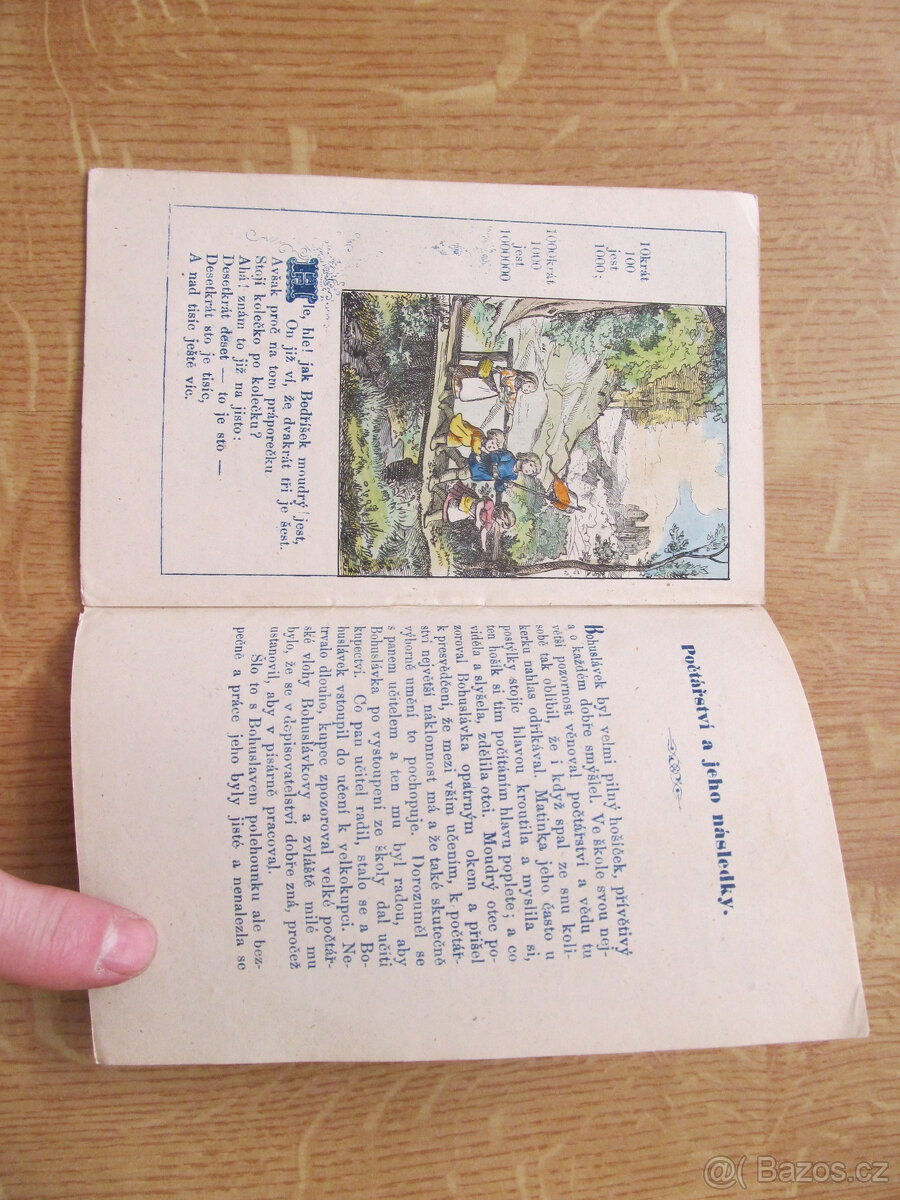 10krát
100
jest
1000;
1000krát
1000
jest
1000000
Hle, hle! jak Bedříšek moudrý jest,
On již ví, že dvakrát tři je šest.
Avšak proč na tom práporečku
Stojí kolečko po kolečku?
Ahá! znám to již na jisto:
Desetkrát deset — to je sto —
Desetkrát sto je tisíc,
A nad tisíc ještě víc.
Počtářství a jeho následky.
Bohuslávek byl velmi pilný hošíček, přívětivý
a o každém dobře smýšlel. Ve škole svou nej-
větší pozornost věnoval počtářství a vědu tu
sobě tak oblíbil, že i když spal ze snu koli-
kerku nahlas odříkával. Matinka jeho často u
postýlky stojíc hlavou kroutila a myslila si,
ten hošík si tím počítáním hlavu poplete; a co
viděla a slyšela, zdělila otci. Moudrý otec po-
zoroval Bohuslávka opatrným okem a přišel
k přesvědčení, že mezi vším učením, k počtář-
ství největší náklonnost má a že také skutečně
výborně umění to pochopuje. Dorozuměl se
s panem učitelem a ten mu byl radou, aby
Bohuslávka po vystoupení ze školy dal učiti
kupectví. Co pau učitel radil, stalo se a Bo-
huslávek vstoupil do učení k velkokupci. Ne-
trvalo dlouho, kupec zpozoroval velké počtář-
ské vlohy Bohuslávkovy a zvláště milé mu
bylo, že se v dopisovatelství dobře zná, pročež
ustanovil, aby v písárně pracoval.
Šlo to s Bohuslavem polehounku ale bez-
pečně a práce jeho byly jisté a nenalezla se
@ Bazos.cz